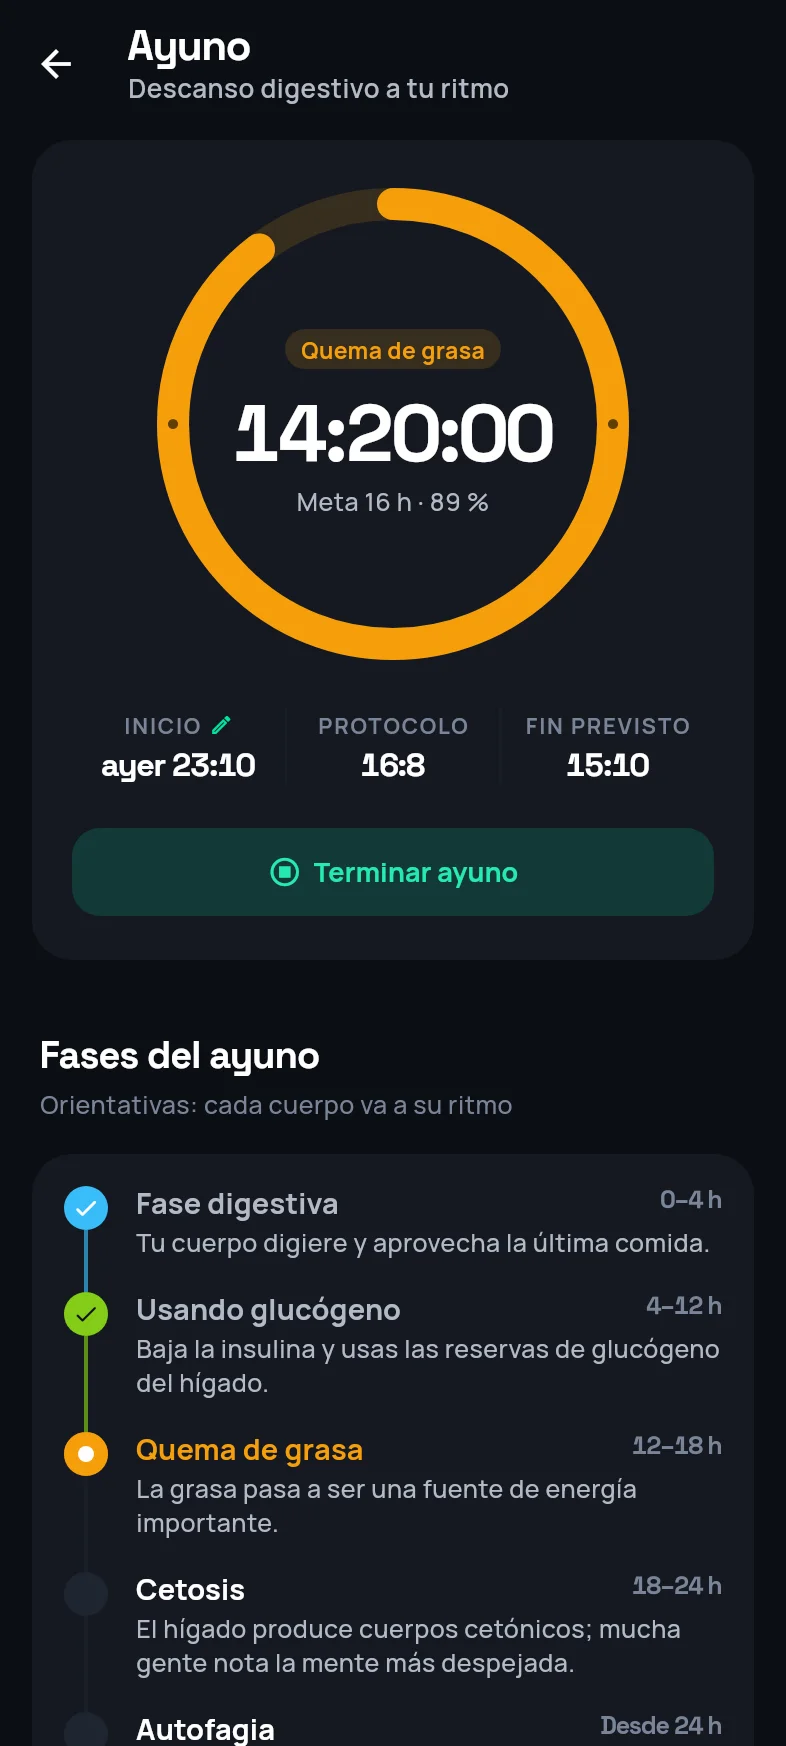 Ayuno
Descanso digestivo a tu ritmo
Quema de grasa
14:20:00
Meta 16 h · 89 %
INICIO
ayer 23:10
PROTOCOLO
16:8
FIN PREVISTO
15:10
Terminar ayuno
Fases del ayuno
Orientativas: cada cuerpo va a su ritmo
Fase digestiva
0–4 h
Tu cuerpo digiere y aprovecha la última comida.
Usando glucógeno
4–12 h
Baja la insulina y usas las reservas de glucógeno
del hígado.
Quema de grasa
12–18 h
La grasa pasa a ser una fuente de energía
importante.
Cetosis
18–24 h
El hígado produce cuerpos cetónicos; mucha
gente nota la mente más despejada.
Autofagia
Desde 24 h